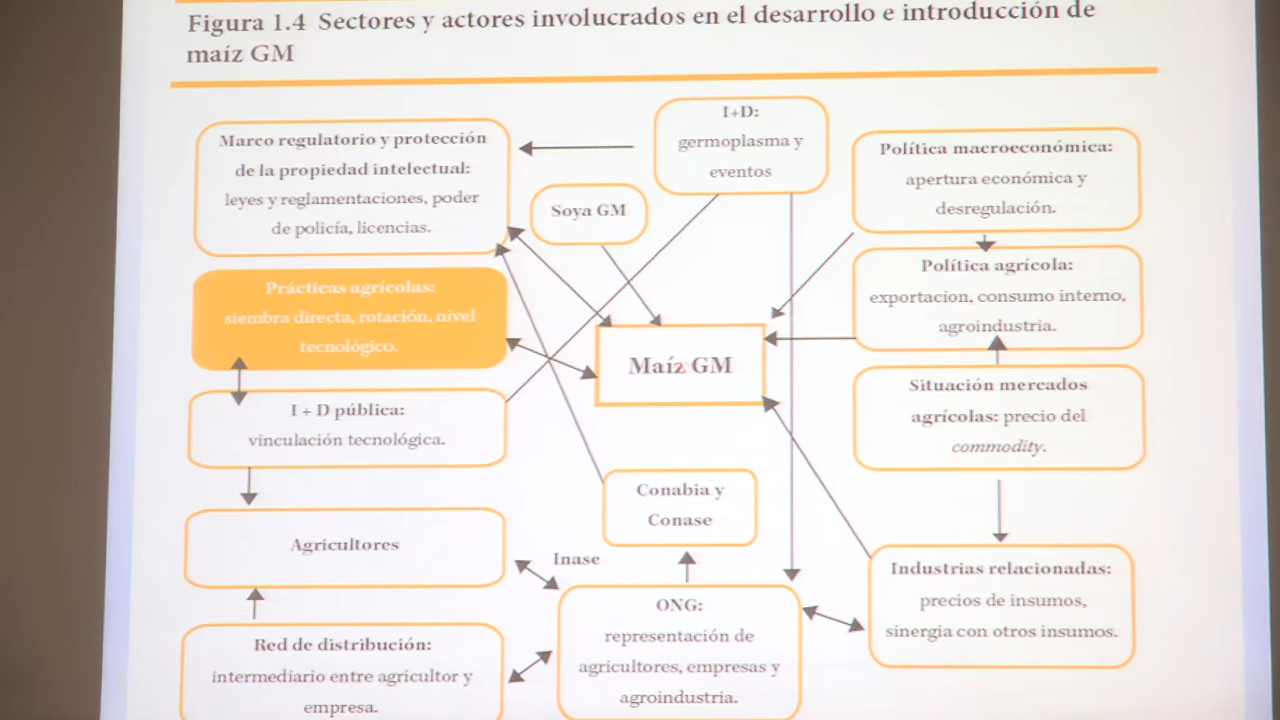 Figura 1.4 Sectores y actores involucrados en el desarrollo e introducción de
maíz GM
Marco regulatorio y protección
de la propiedad intelectual:
leyes y reglamentaciones, poder
de policía, licencias.
I+D:
germoplasma y
eventos
Soya GM
Política macroeconómica:
apertura económica y
desregulación.
Prácticas agrícolas:
siembra directa, rotación, nivel
tecnológico.
Maíz GM
Política agrícola:
exportacion, consumo interno,
agroindustria.
I + D pública:
vinculación tecnológica.
Situación mercados
agrícolas: precio del
commodity.
Agricultores
Conabia y
Conase
Inase
Industrias relacionadas:
precios de insumos,
sinergia con otros insumos.
Red de distribución:
intermediario entre agricultor y
empresa.
ONG:
representación de
agricultores, empresas y
agroindustria.